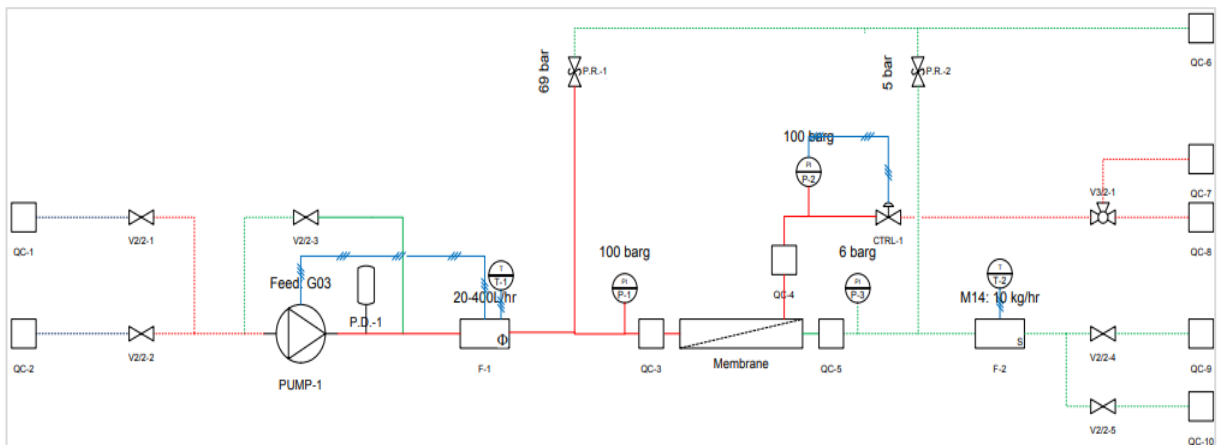 QC-6
69 bar
P.R.-1
5 bar
P.R.-2
100 barg
PI
P-2
QC-7
V3/2-1
QC-1
V2/2-1
V2/2-3
CTRL-1
QC-8
Feed: G03
T
T-1
100 barg
QC-4
6 barg
T
T-2
20-400L/hr
PI
P-1
PI
P-3
M14: 10 kg/hr
P.D.-1
QC-2
V2/2-2
PUMP-1
Φ
F-1
QC-3
Membrane
QC-5
S
F-2
V2/2-4
QC-9
V2/2-5
QC-10